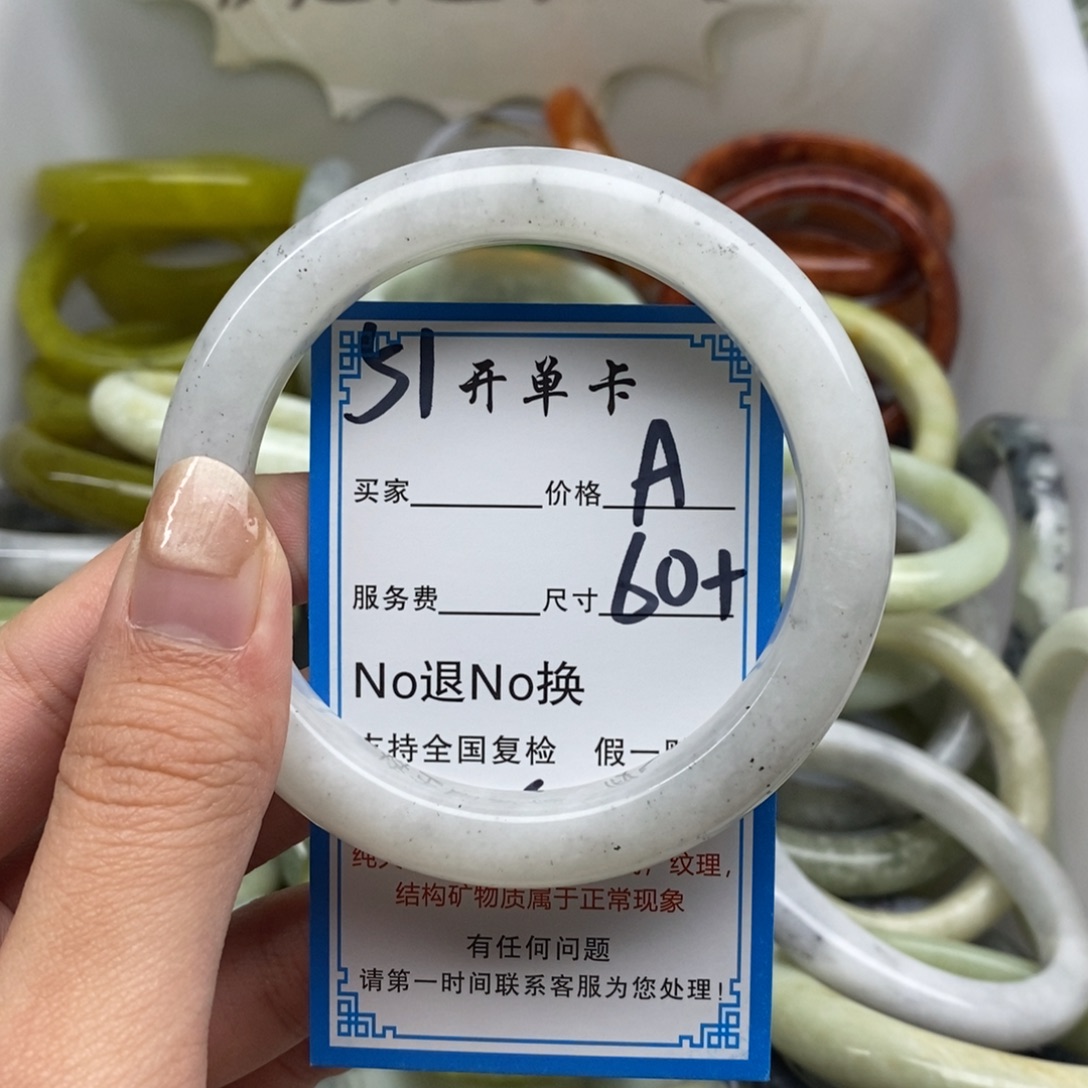 51 开单卡
买家 价格 A
服务费 尺寸 60+
No退No换
支持全国复检 假一
纹理，
结构矿物质属于正常现象
有任何问题
请第一时间联系客服为您处理！